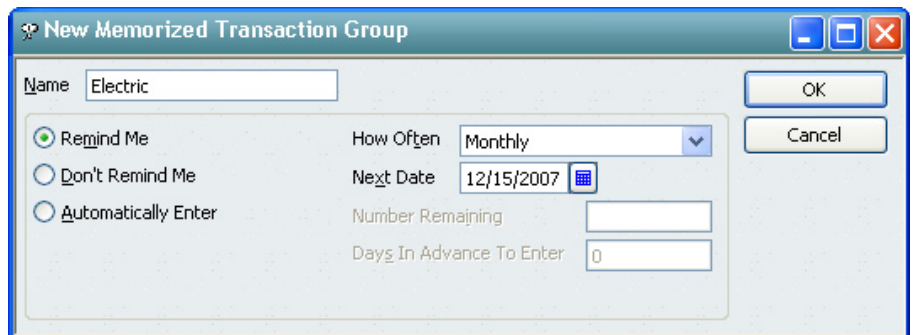 New Memorized Transaction Group
Name Electric
OK
Remind Me
How Often Monthly
Cancel
Don't Remind Me
Next Date 12/15/2007
Automatically Enter
Number Remaining
Days In Advance To Enter 0